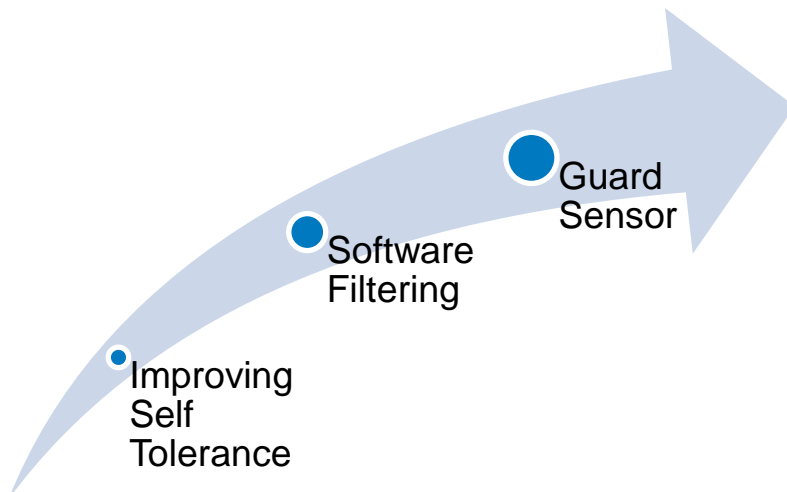 Guard
Sensor
Software
Filtering
Improving
Self
Tolerance